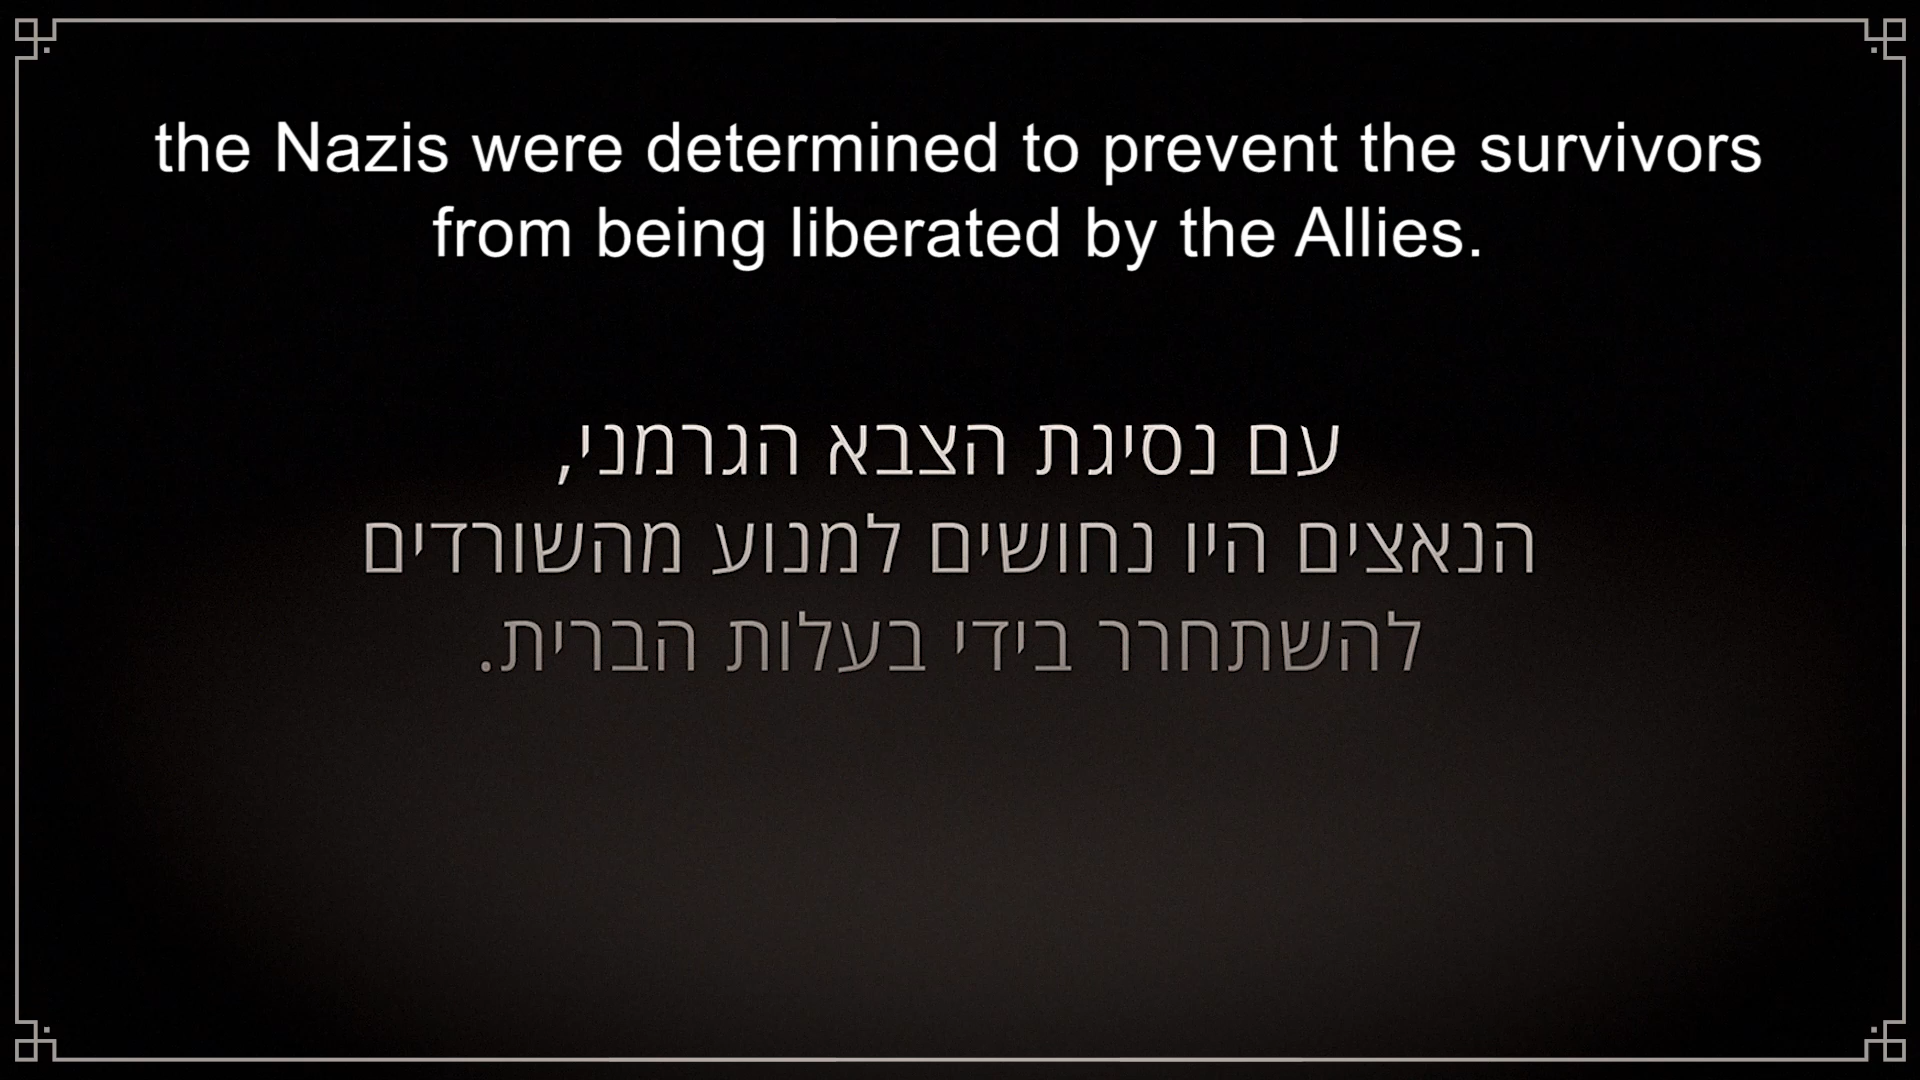 the Nazis were determined to prevent the survivors
from being liberated by the Allies.
עם נסיגת הצבא הגרמני,
הנאצים היו נחושים למנוע מהשורדים
להשתחרר בידי בעלות הברית.